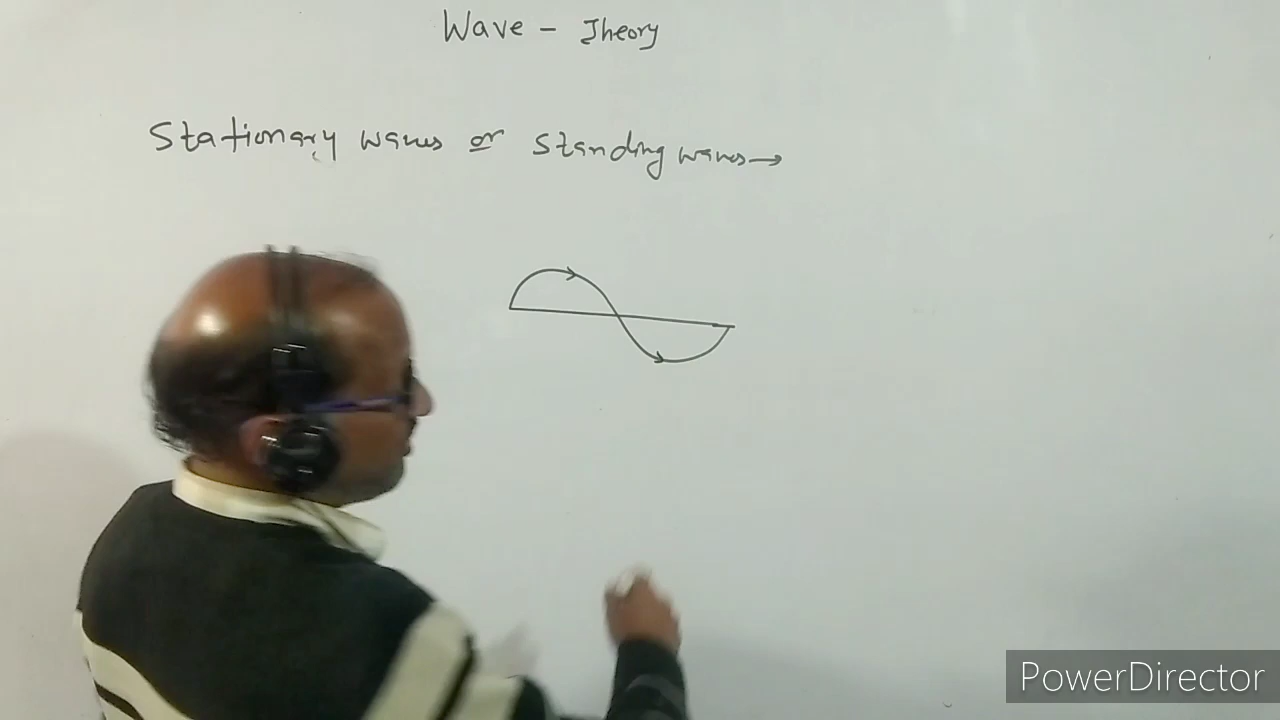 Wave - Theory
Stationary waves or standing waves→
PowerDirector